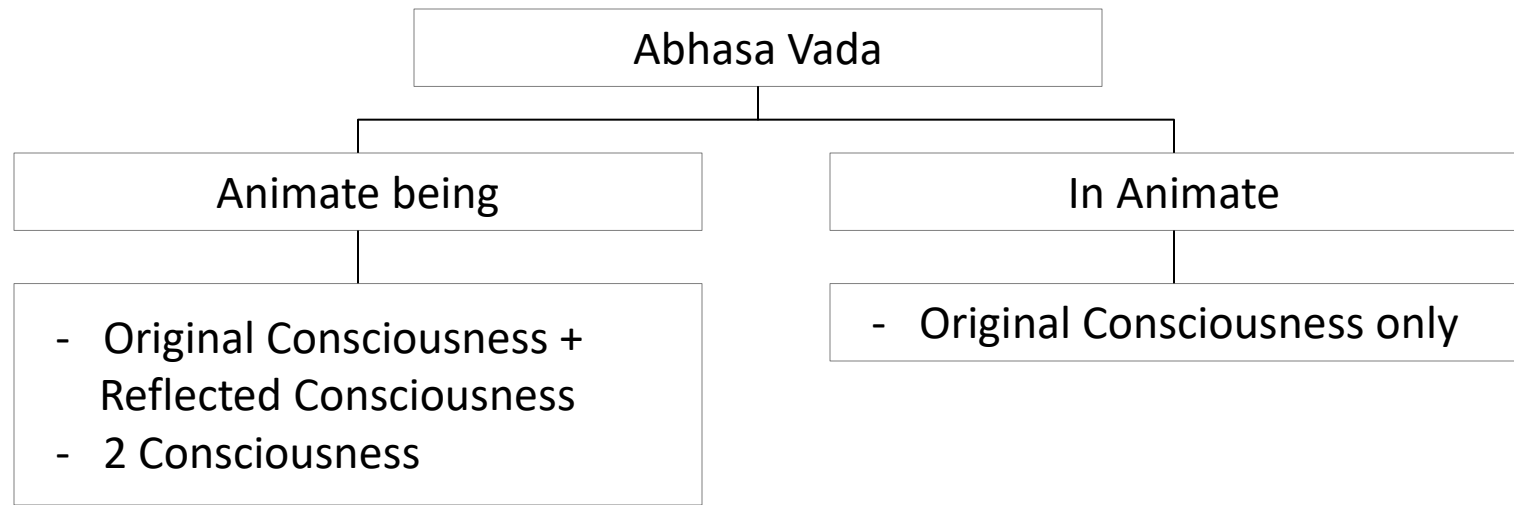 Abhasa Vada
Animate being
In Animate
- Original Consciousness +
Reflected Consciousness
- 2 Consciousness
- Original Consciousness only